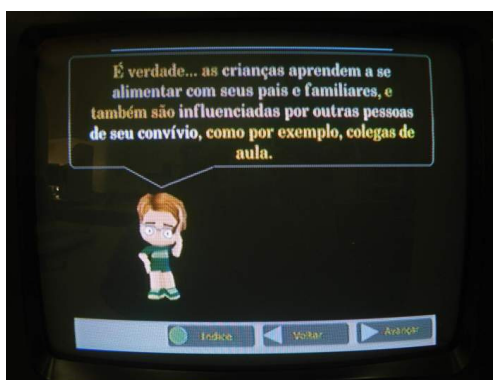 É verdade... as crianças aprendem a se
alimentar com seus pais e familiares, e
também são influenciadas por outras pessoas
de seu convívio, como por exemplo, colegas de
aula.
Índice Voltar Avançar